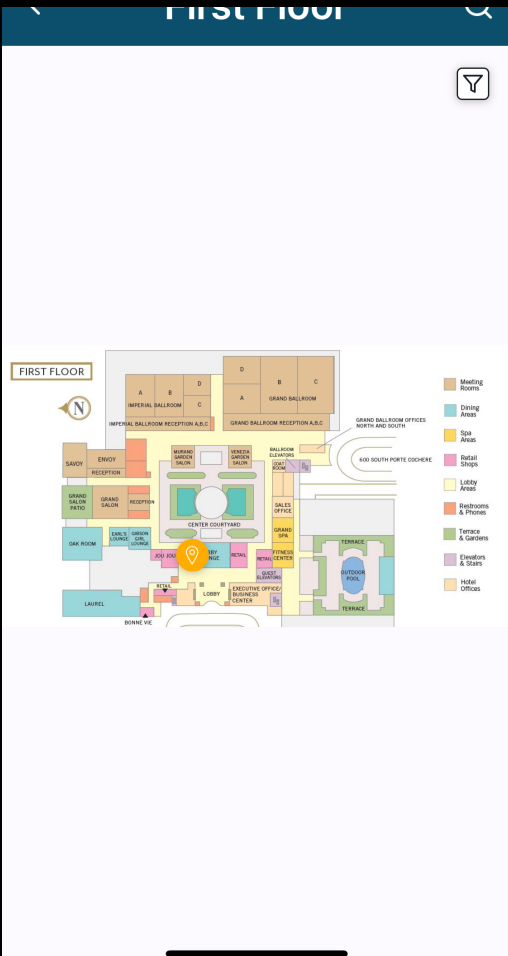 First Floor
FIRST FLOOR
N
D
A
B
C
IMPERIAL BALLROOM
IMPERIAL BALLROOM RECEPTION A,B,C
D
B
C
A
GRAND BALLROOM
GRAND BALLROOM RECEPTION A,B,C
GRAND BALLROOM OFFICES
NORTH AND SOUTH
600 SOUTH PORTE COCHERE
SAVOY
ENVOY
RECEPTION
MURANO
GARDEN
SALON
VENEZIA
GARDEN
SALON
BALLROOM
ELEVATORS
COAT
ROOM
GRAND
SALON
PATIO
GRAND
SALON
RECEPTION
CENTER COURTYARD
SALES
OFFICE
GRAND
SPA
FITNESS
CENTER
OAK ROOM
EARL'S
LOUNGE
GIBSON
GIRL
LOUNGE
JOU JOU
LOUNGE
RETAIL
RETAIL
GUEST
ELEVATORS
TERRACE
OUTDOOR
POOL
TERRACE
LAUREL
RETAIL
LOBBY
EXECUTIVE OFFICE/
BUSINESS
CENTER
BONNE VIE
Meeting
Rooms
Dining
Areas
Spa
Areas
Retail
Shops
Lobby
Areas
Restrooms
& Phones
Terrace
& Gardens
Elevators
& Stairs
Hotel
Offices